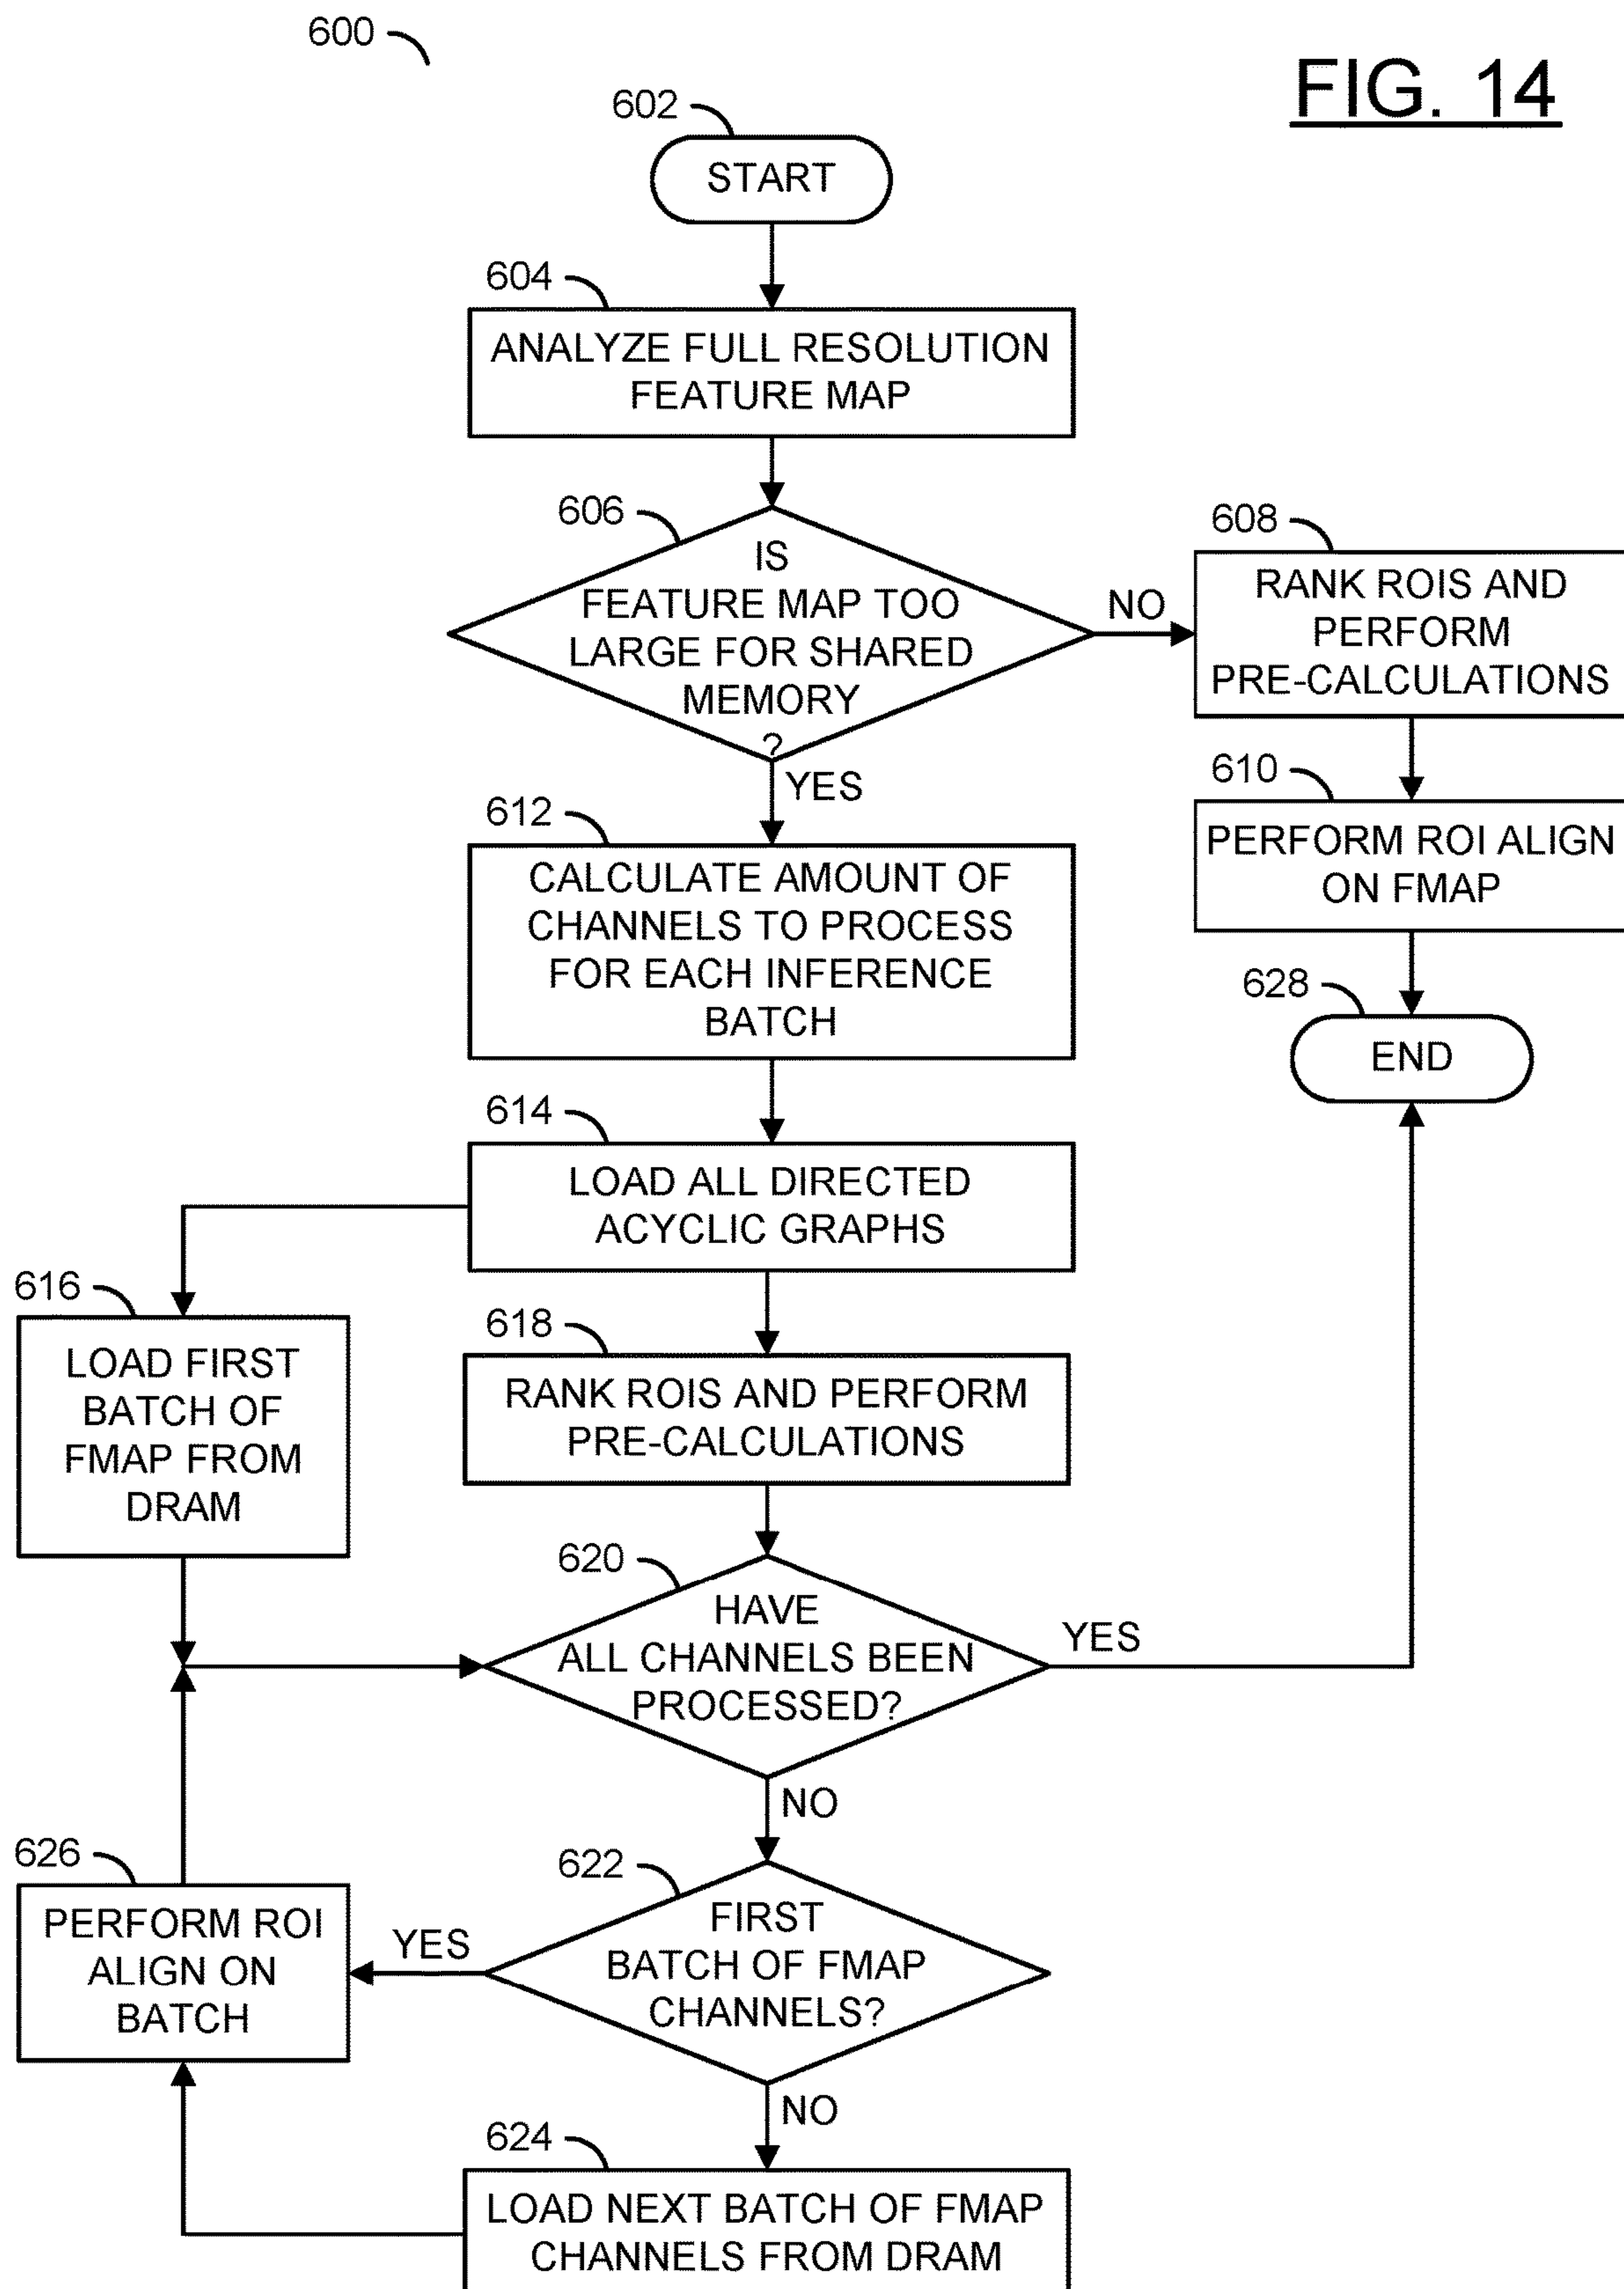 600
FIG. 14
602
START
604
ANALYZE FULL RESOLUTION
FEATURE MAP
606
IS
FEATURE MAP TOO
LARGE FOR SHARED
MEMORY
?
NO
YES
608
RANK ROIS AND
PERFORM
PRE-CALCULATIONS
610
PERFORM ROI ALIGN
ON FMAP
628
END
612
CALCULATE AMOUNT OF
CHANNELS TO PROCESS
FOR EACH INFERENCE
BATCH
614
LOAD ALL DIRECTED
ACYCLIC GRAPHS
616
LOAD FIRST
BATCH OF
FMAP FROM
DRAM
618
RANK ROIS AND PERFORM
PRE-CALCULATIONS
620
HAVE
ALL CHANNELS BEEN
PROCESSED?
YES
NO
622
FIRST
BATCH OF FMAP
CHANNELS?
YES
NO
626
PERFORM ROI
ALIGN ON
BATCH
624
LOAD NEXT BATCH OF FMAP
CHANNELS FROM DRAM